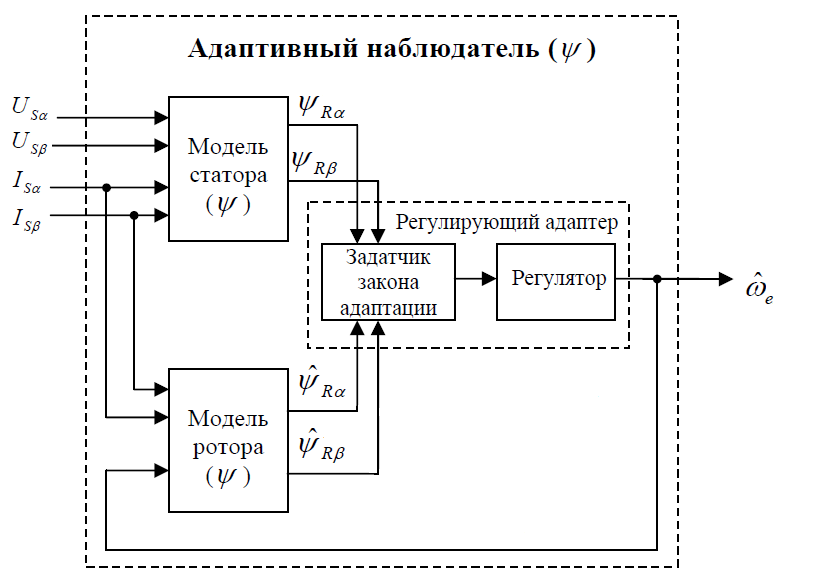 Адаптивный наблюдатель (ψ)
U_Sα
U_Sβ
I_Sα
I_Sβ
Модель
статора
(ψ)
ψ_Rα
ψ_Rβ
Регулирующий адаптер
Задатчик
закона
адаптации
Регулятор
ω̂_e
Модель
ротора
(ψ)
ψ̂_Rα
ψ̂_Rβ